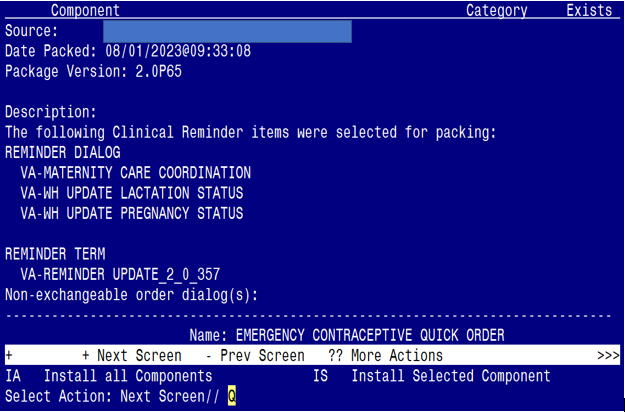 Component Category Exists
Source:
Date Packed: 08/01/2023@09:33:08
Package Version: 2.0P65
Description:
The following Clinical Reminder items were selected for packing:
REMINDER DIALOG
VA-MATERNITY CARE COORDINATION
VA-WH UPDATE LACTATION STATUS
VA-WH UPDATE PREGNANCY STATUS
REMINDER TERM
VA-REMINDER UPDATE_2_0_357
Non-exchangeable order dialog(s):
--------------------------------------------------------------------------------
Name: EMERGENCY CONTRACEPTIVE QUICK ORDER
+ + Next Screen - Prev Screen ?? More Actions >>>
IA Install all Components IS Install Selected Component
Select Action: Next Screen// Q